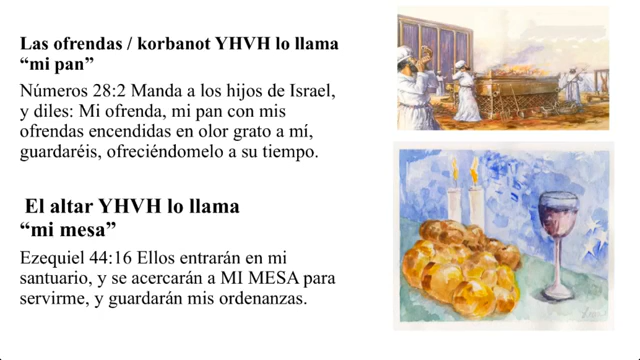 Las ofrendas / korbanot YHVH lo llama
“mi pan”
Números 28:2 Manda a los hijos de Israel,
y diles: Mi ofrenda, mi pan con mis
ofrendas encendidas en olor grato a mí,
guardaréis, ofreciéndomelo a su tiempo.
El altar YHVH lo llama
“mi mesa”
Ezequiel 44:16 Ellos entrarán en mi
santuario, y se acercarán a MI MESA para
servirme, y guardarán mis ordenanzas.